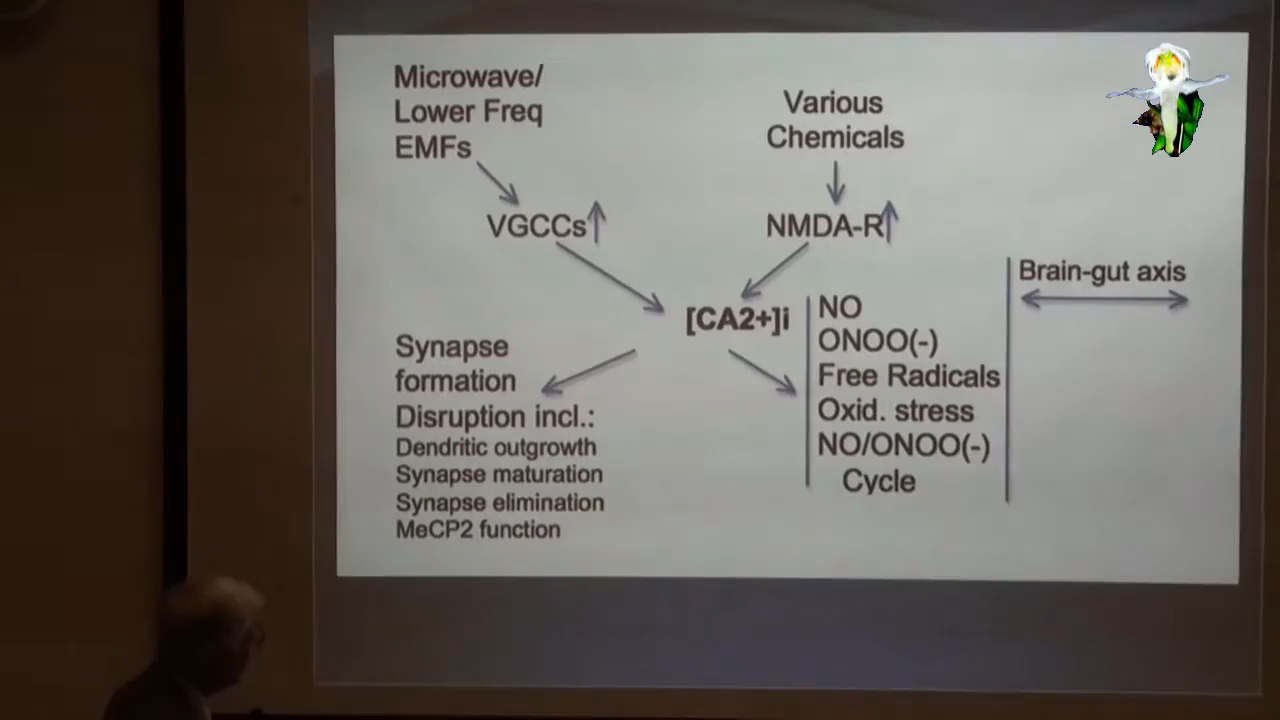 Microwave/
Lower Freq
EMFs
Various
Chemicals
VGCCs
NMDA-R
Brain-gut axis
[CA2+]i
NO
ONOO(-)
Free Radicals
Oxid. stress
NO/ONOO(-)
Cycle
Synapse
formation
Disruption incl.:
Dendritic outgrowth
Synapse maturation
Synapse elimination
MeCP2 function